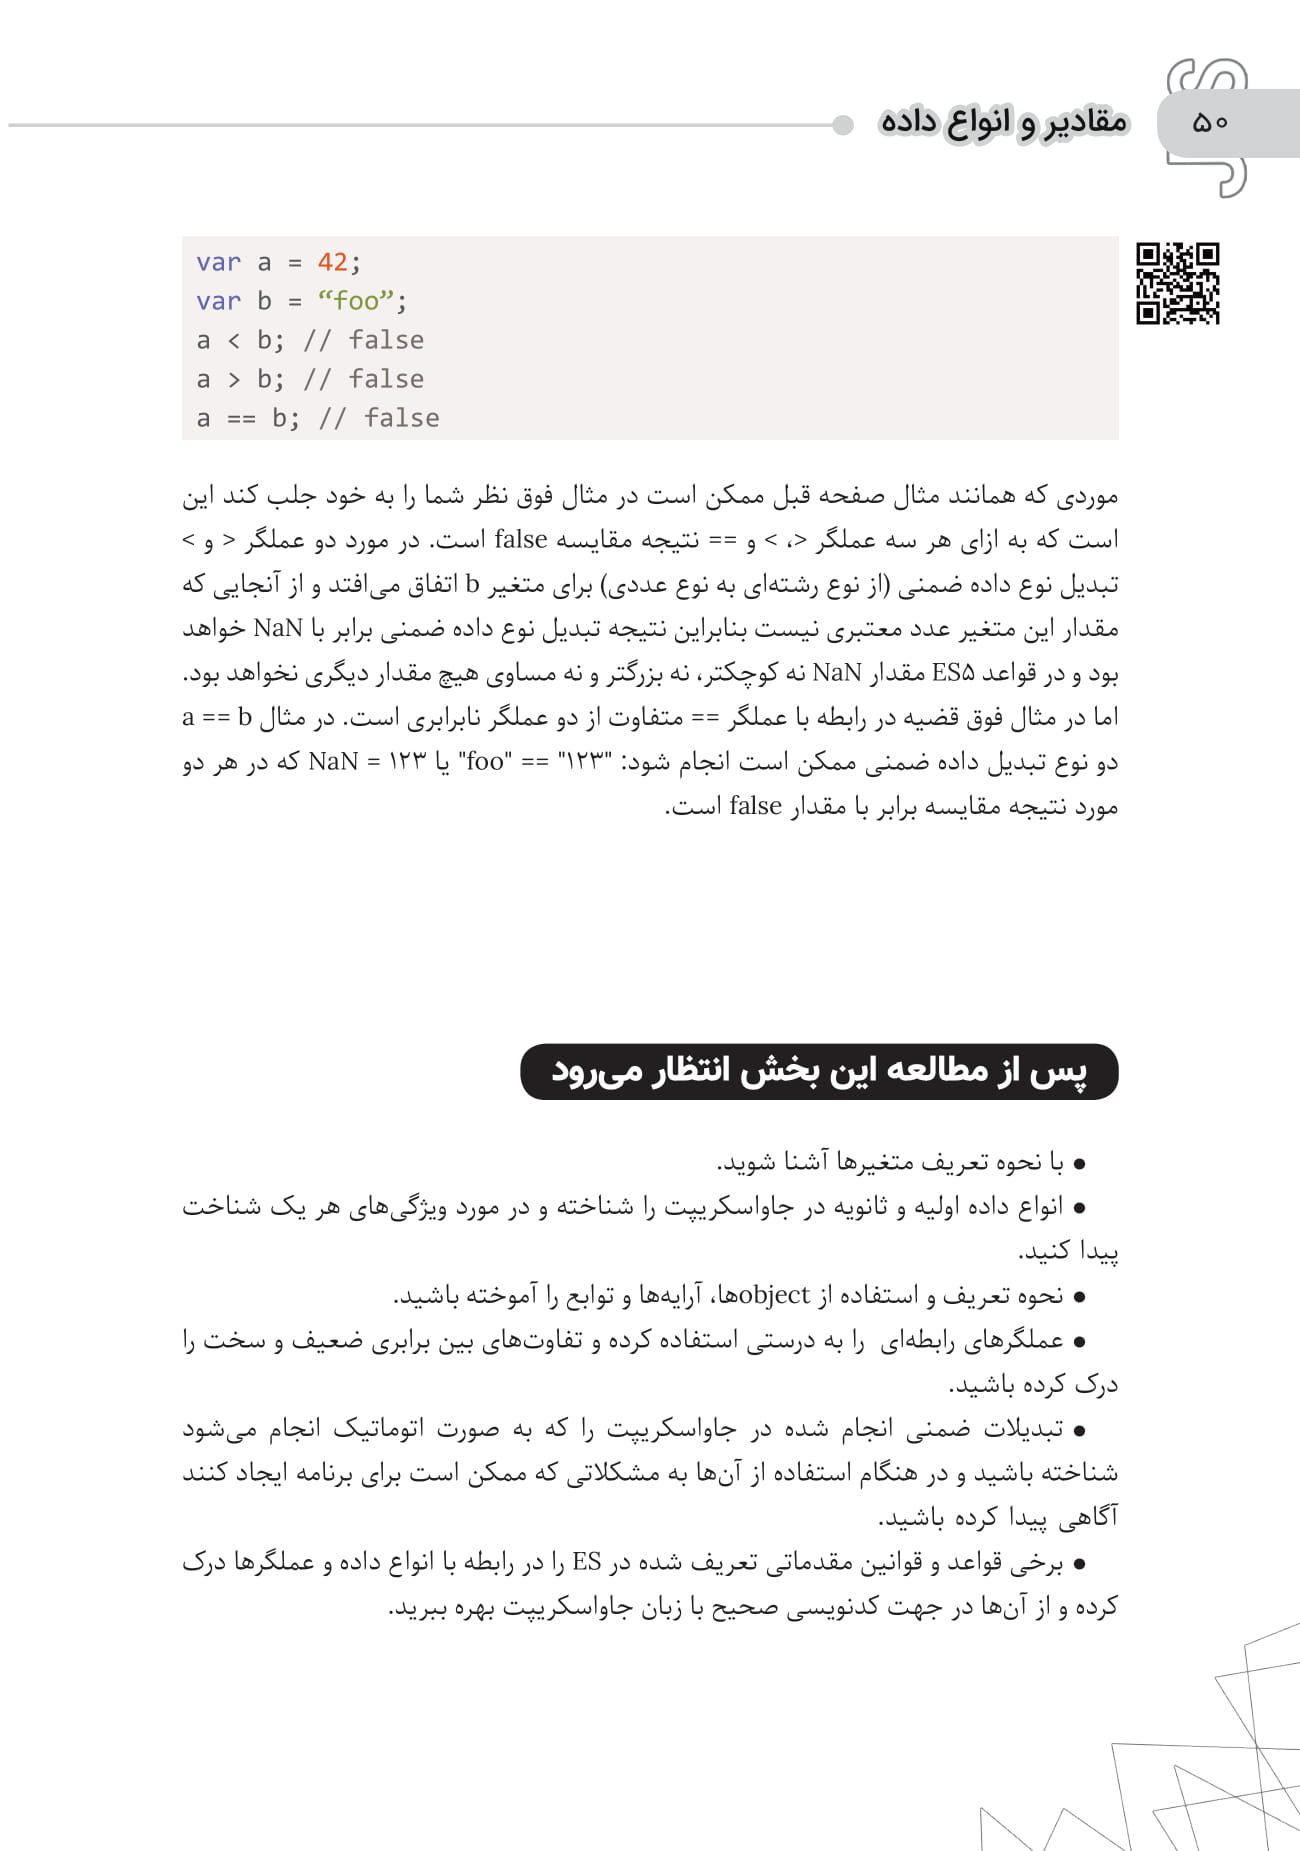 ۵۰
مقادیر و انواع داده
var a = 42;
var b = “foo”;
a < b; // false
a > b; // false
a == b; // false
موردی که همانند مثال صفحه قبل ممکن است در مثال فوق نظر شما را به خود جلب کند این
است که به ازای هر سه عملگر <، > و == نتیجه مقایسه false است. در مورد دو عملگر < و >
تبدیل نوع داده ضمنی (از نوع رشته‌ای به نوع عددی) برای متغیر b اتفاق می‌افتد و از آنجایی که
مقدار این متغیر عدد معتبری نیست بنابراین نتیجه تبدیل نوع داده ضمنی برابر با NaN خواهد
بود و در قواعد ES۵ مقدار NaN نه کوچکتر، نه بزرگتر و نه مساوی هیچ مقدار دیگری نخواهد بود.
اما در مثال فوق قضیه در رابطه با عملگر == متفاوت از دو عملگر نابرابری است. در مثال a == b
دو نوع تبدیل داده ضمنی ممکن است انجام شود: "۱۲۳" == "foo" یا ۱۲۳ = NaN که در هر دو
مورد نتیجه مقایسه برابر با مقدار false است.
پس از مطالعه این بخش انتظار می‌رود
● با نحوه تعریف متغیرها آشنا شوید.
● انواع داده اولیه و ثانویه در جاواسکریپت را شناخته و در مورد ویژگی‌های هر یک شناخت
پیدا کنید.
● نحوه تعریف و استفاده از objectها، آرایه‌ها و توابع را آموخته باشید.
● عملگرهای رابطه‌ای را به درستی استفاده کرده و تفاوت‌های بین برابری ضعیف و سخت را
درک کرده باشید.
● تبدیلات ضمنی انجام شده در جاواسکریپت را که به صورت اتوماتیک انجام می‌شود
شناخته باشید و در هنگام استفاده از آن‌ها به مشکلاتی که ممکن است برای برنامه ایجاد کنند
آگاهی پیدا کرده باشید.
● برخی قواعد و قوانین مقدماتی تعریف شده در ES را در رابطه با انواع داده و عملگرها درک
کرده و از آن‌ها در جهت کدنویسی صحیح با زبان جاواسکریپت بهره ببرید.